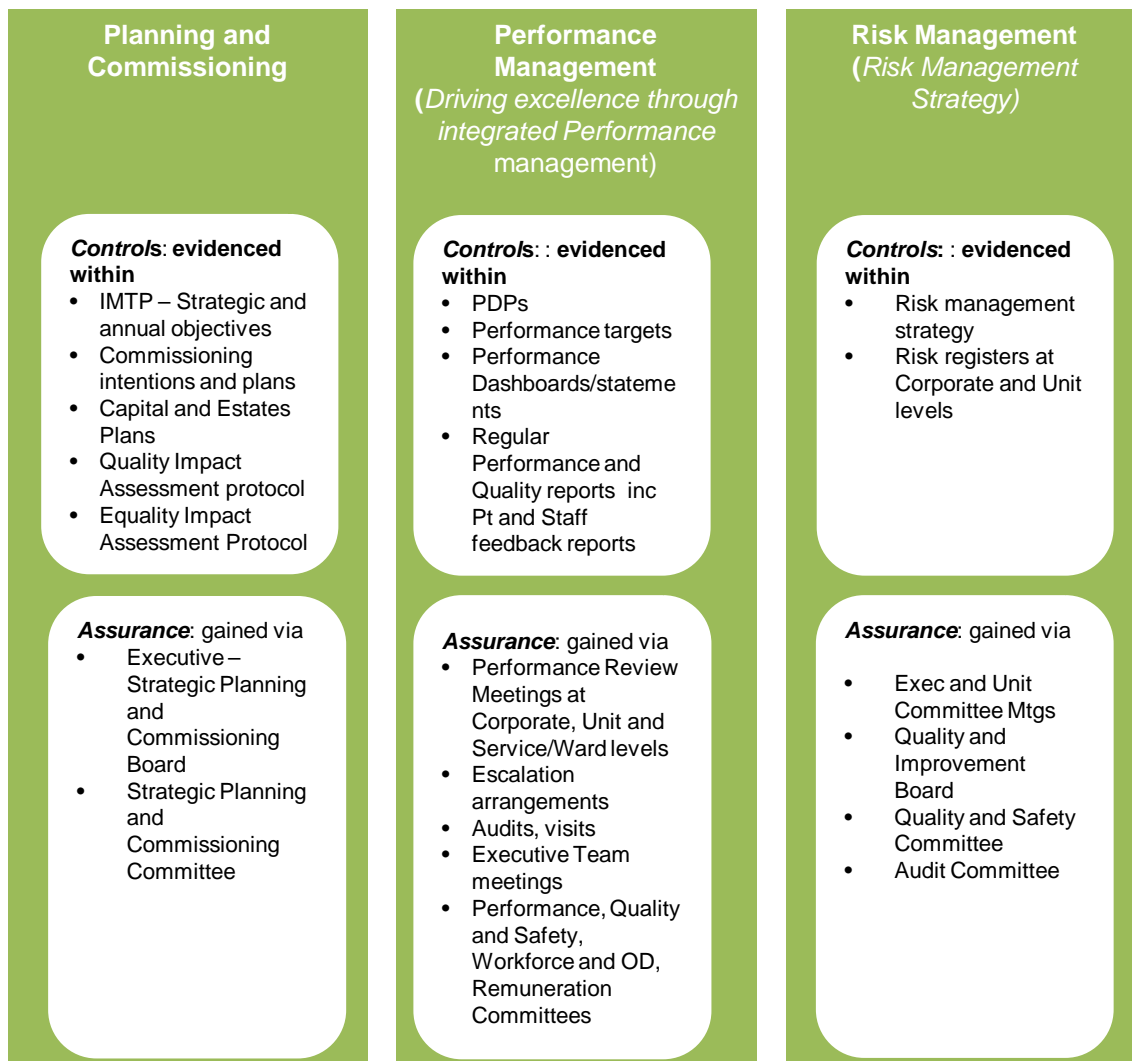 Planning and
Commissioning
Controls: evidenced
within
• IMTP – Strategic and
annual objectives
• Commissioning
intentions and plans
• Capital and Estates
Plans
• Quality Impact
Assessment protocol
• Equality Impact
Assessment Protocol
Assurance: gained via
• Executive –
Strategic Planning
and
Commissioning
Board
• Strategic Planning
and
Commissioning
Committee
Performance
Management
(Driving excellence through
integrated Performance
management)
Controls: : evidenced
within
• PDPs
• Performance targets
• Performance
Dashboards/stateme
nts
• Regular
Performance and
Quality reports inc
Pt and Staff
feedback reports
Assurance: gained via
• Performance Review
Meetings at
Corporate, Unit and
Service/Ward levels
• Escalation
arrangements
• Audits, visits
• Executive Team
meetings
• Performance, Quality
and Safety,
Workforce and OD,
Remuneration
Committees
Risk Management
(Risk Management
Strategy)
Controls: : evidenced
within
• Risk management
strategy
• Risk registers at
Corporate and Unit
levels
Assurance: gained via
• Exec and Unit
Committee Mtgs
• Quality and
Improvement
Board
• Quality and Safety
Committee
• Audit Committee